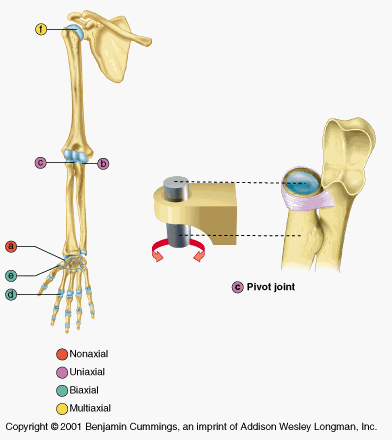 f
c
b
a
e
d
c Pivot joint
Nonaxial
Uniaxial
Biaxial
Multiaxial
Copyright © 2001 Benjamin Cummings, an imprint of Addison Wesley Longman, Inc.